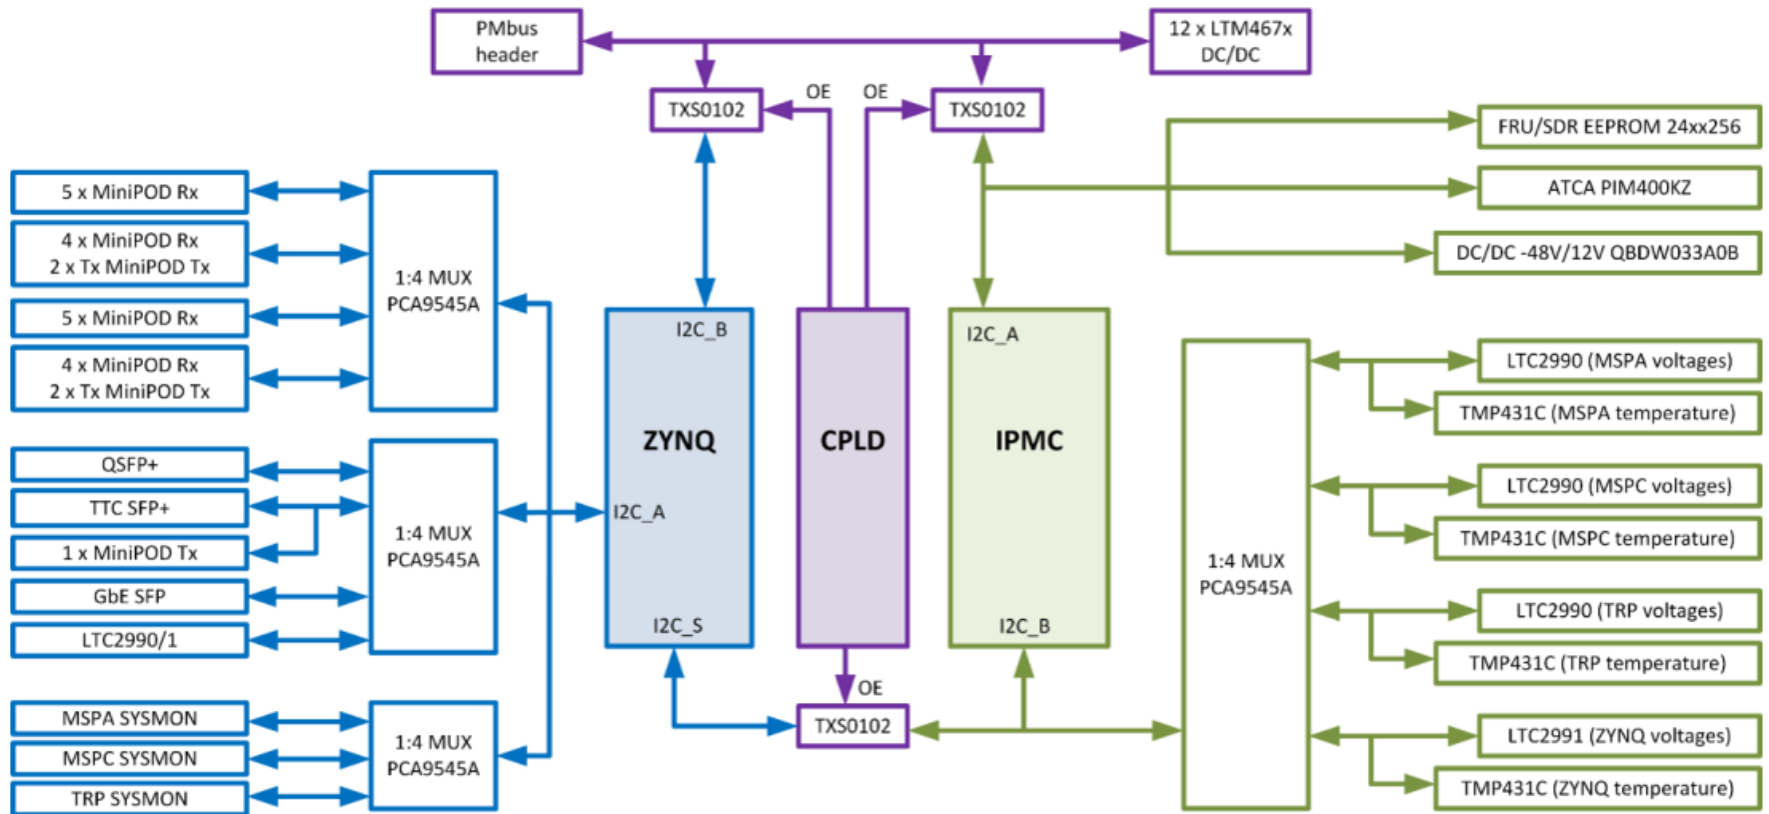 PMbus
header
12 x LTM467x
DC/DC
TXS0102
OE
OE
TXS0102
FRU/SDR EEPROM 24xx256
ATCA PIM400KZ
DC/DC -48V/12V QBDW033A0B
5 x MiniPOD Rx
4 x MiniPOD Rx
2 x Tx MiniPOD Tx
5 x MiniPOD Rx
4 x MiniPOD Rx
2 x Tx MiniPOD Tx
1:4 MUX
PCA9545A
QSFP+
TTC SFP+
1 x MiniPOD Tx
GbE SFP
LTC2990/1
1:4 MUX
PCA9545A
MSPA SYSMON
MSPC SYSMON
TRP SYSMON
1:4 MUX
PCA9545A
I2C_B
ZYNQ
I2C_A
I2C_S
CPLD
OE
TXS0102
I2C_A
IPMC
I2C_B
1:4 MUX
PCA9545A
LTC2990 (MSPA voltages)
TMP431C (MSPA temperature)
LTC2990 (MSPC voltages)
TMP431C (MSPC temperature)
LTC2990 (TRP voltages)
TMP431C (TRP temperature)
LTC2991 (ZYNQ voltages)
TMP431C (ZYNQ temperature)